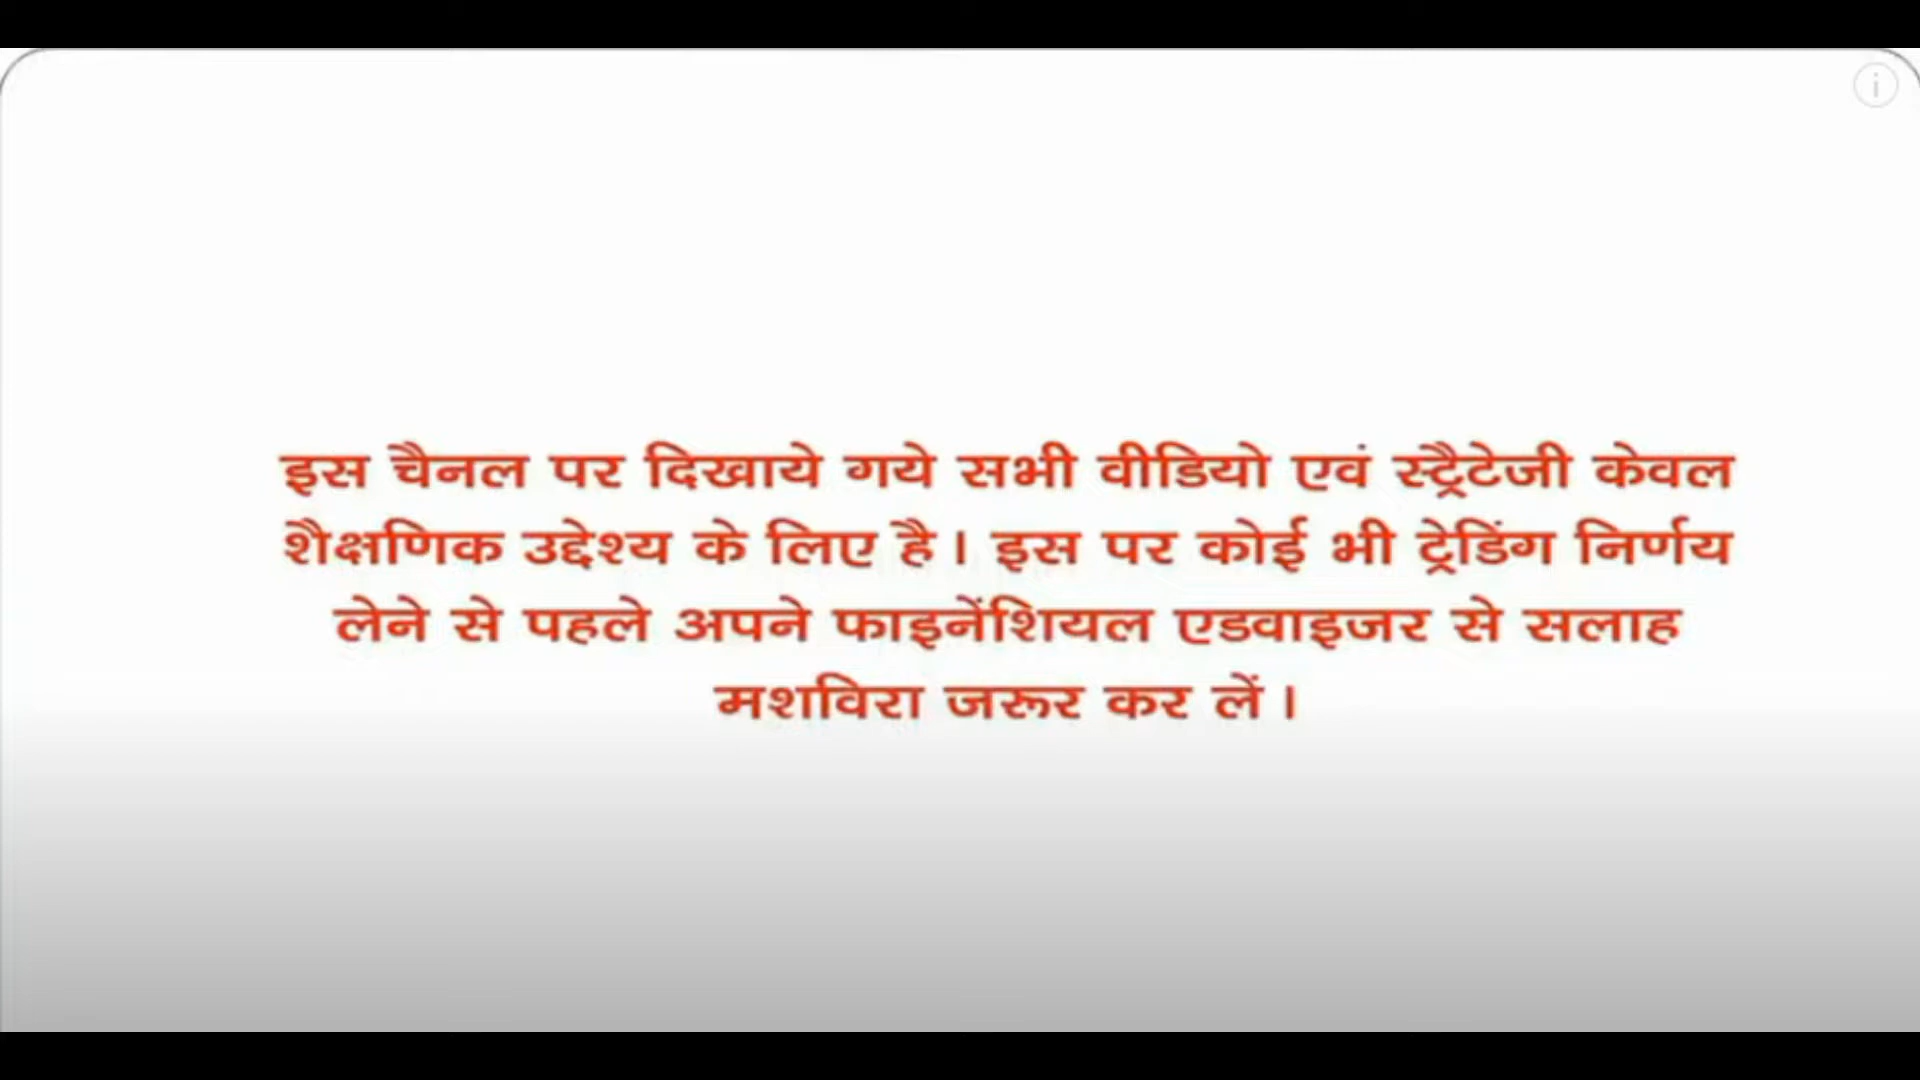 इस चैनल पर दिखाये गये सभी वीडियो एवं स्ट्रैटेजी केवल
शैक्षणिक उद्देश्य के लिए है। इस पर कोई भी ट्रेडिंग निर्णय
लेने से पहले अपने फाइनेंशियल एडवाइजर से सलाह
मशविरा जरूर कर लें।